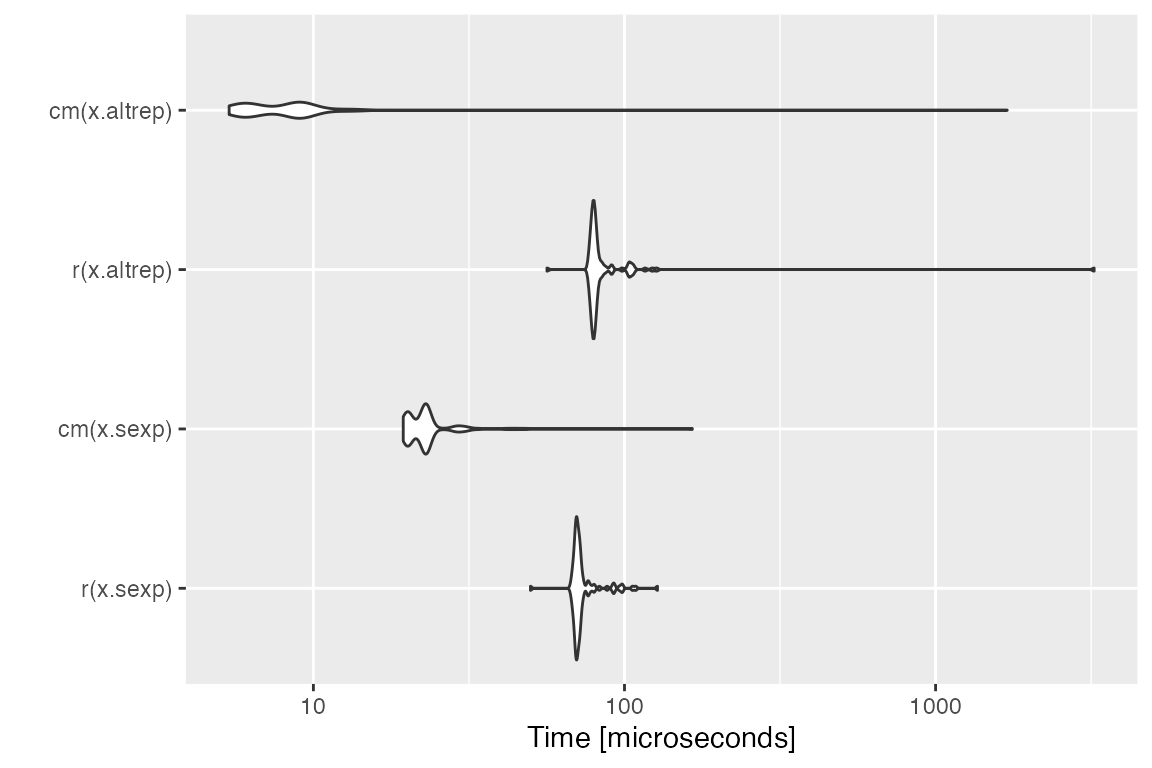 cm(x.altrep)
r(x.altrep)
cm(x.sexp)
r(x.sexp)
10 100 1000
Time [microseconds]